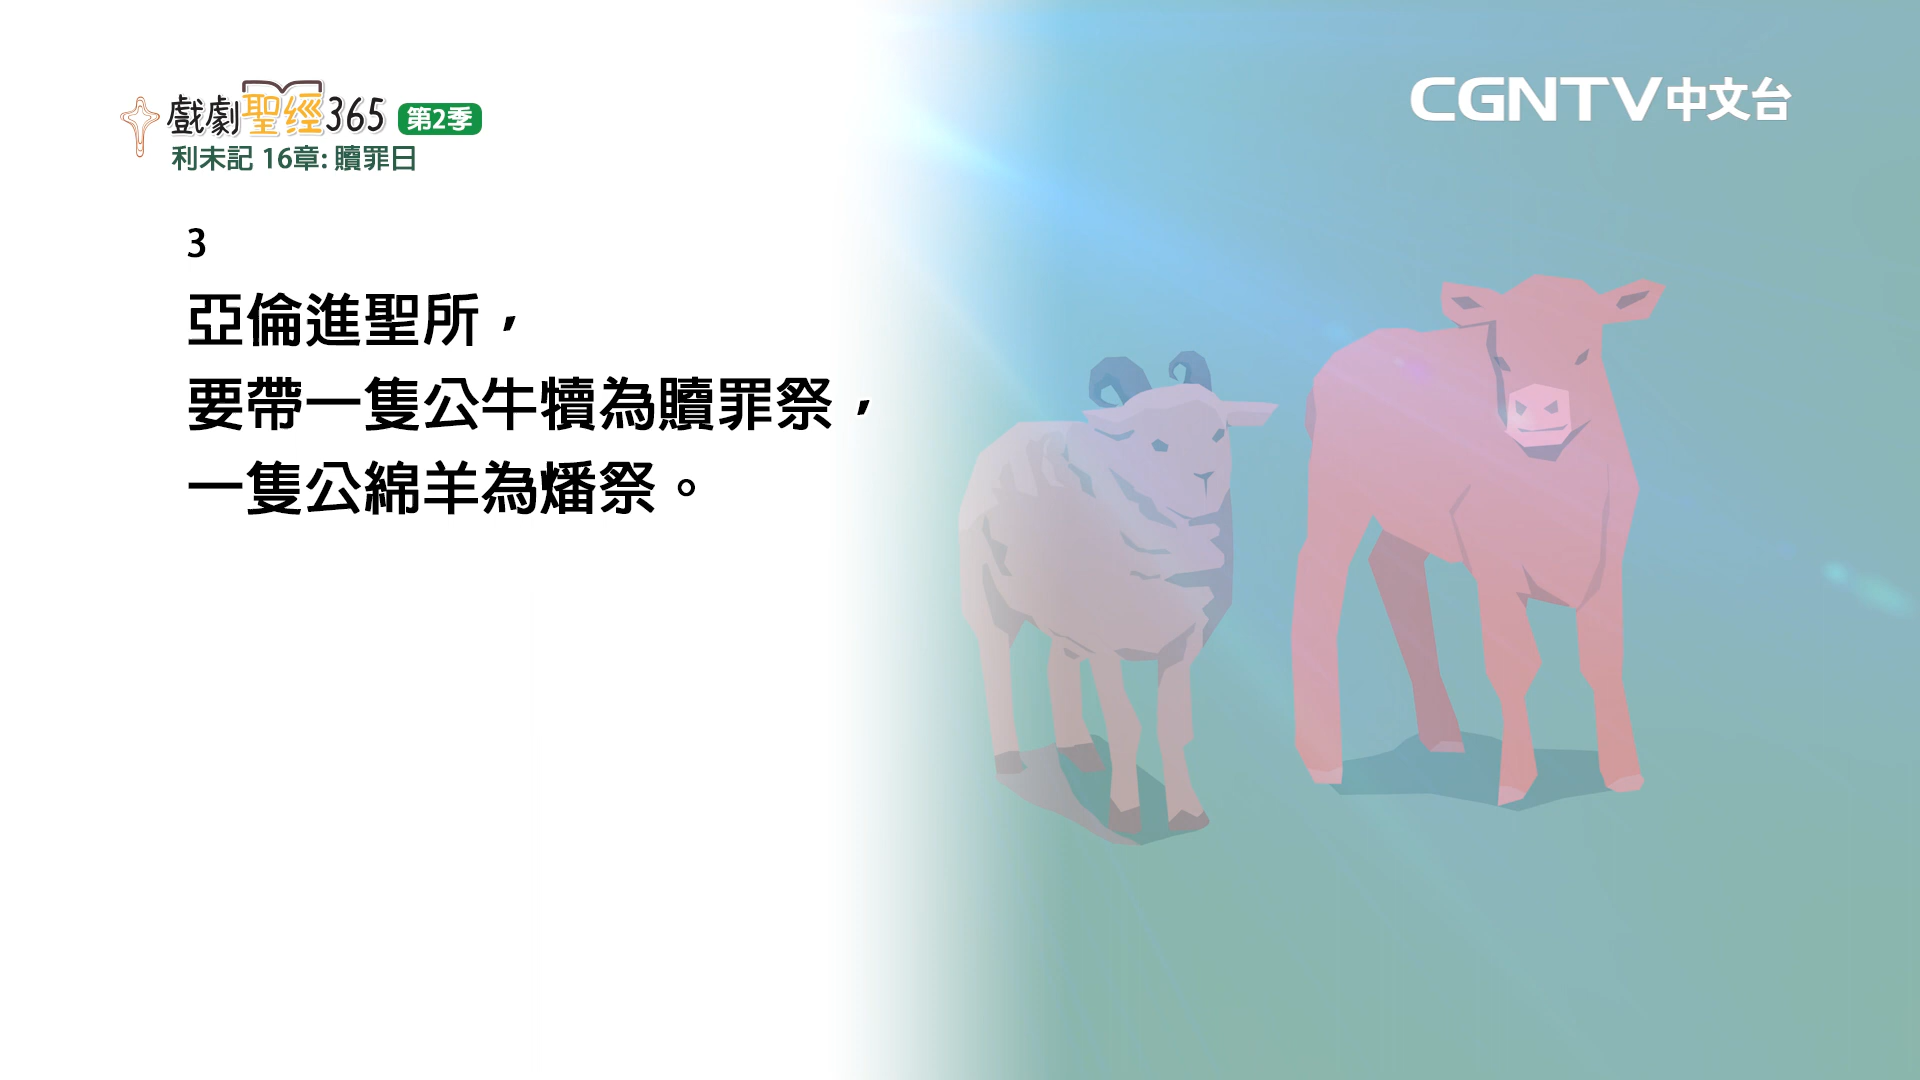 戲劇聖經365 第2季
利未記 16章: 贖罪日
CGNTV中文台
3
亞倫進聖所，
要帶一隻公牛犢為贖罪祭，
一隻公綿羊為燔祭。